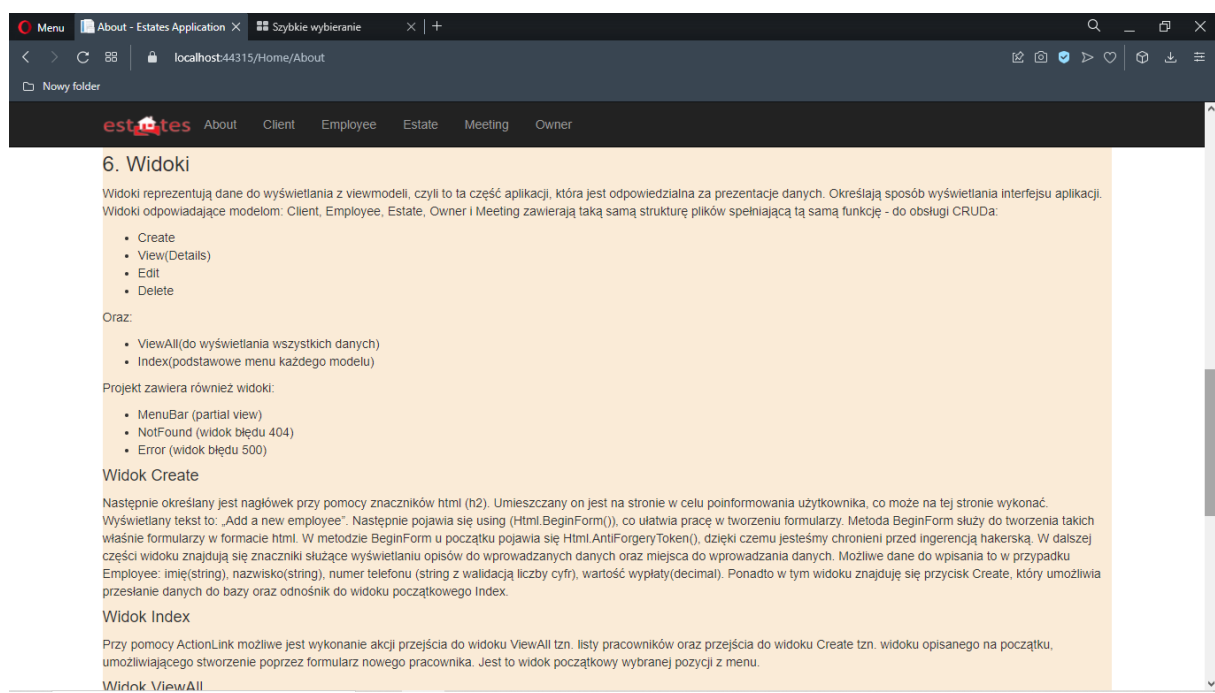 Menu
About - Estates Application
Szybkie wybieranie
localhost:44315/Home/About
Nowy folder
estates About Client Employee Estate Meeting Owner
6. Widoki
Widoki reprezentują dane do wyświetlania z viewmodeli, czyli to ta część aplikacji, która jest odpowiedzialna za prezentacje danych. Określają sposób wyświetlania interfejsu aplikacji.
Widoki odpowiadające modelom: Client, Employee, Estate, Owner i Meeting zawierają taką samą strukturę plików spełniającą tą samą funkcję - do obsługi CRUDa:
• Create
• View(Details)
• Edit
• Delete
Oraz:
• ViewAll(do wyświetlania wszystkich danych)
• Index(podstawowe menu każdego modelu)
Projekt zawiera również widoki:
• MenuBar (partial view)
• NotFound (widok błędu 404)
• Error (widok błędu 500)
Widok Create
Następnie określany jest nagłówek przy pomocy znaczników html (h2). Umieszczany on jest na stronie w celu poinformowania użytkownika, co może na tej stronie wykonać.
Wyświetlany tekst to: „Add a new employee”. Następnie pojawia się using (Html.BeginForm()), co ułatwia pracę w tworzeniu formularzy. Metoda BeginForm służy do tworzenia takich
właśnie formularzy w formacie html. W metodzie BeginForm u początku pojawia się Html.AntiForgeryToken(), dzięki czemu jesteśmy chronieni przed ingerencją hakerską. W dalszej
części widoku znajdują się znaczniki służące wyświetlaniu opisów do wprowadzanych danych oraz miejsca do wprowadzania danych. Możliwe dane do wpisania to w przypadku
Employee: imię(string), nazwisko(string), numer telefonu (string z walidacją liczby cyfr), wartość wypłaty(decimal). Ponadto w tym widoku znajduję się przycisk Create, który umożliwia
przesłanie danych do bazy oraz odnośnik do widoku początkowego Index.
Widok Index
Przy pomocy ActionLink możliwe jest wykonanie akcji przejścia do widoku ViewAll tzn. listy pracowników oraz przejścia do widoku Create tzn. widoku opisanego na początku,
umożliwiającego stworzenie poprzez formularz nowego pracownika. Jest to widok początkowy wybranej pozycji z menu.
Widok ViewAll